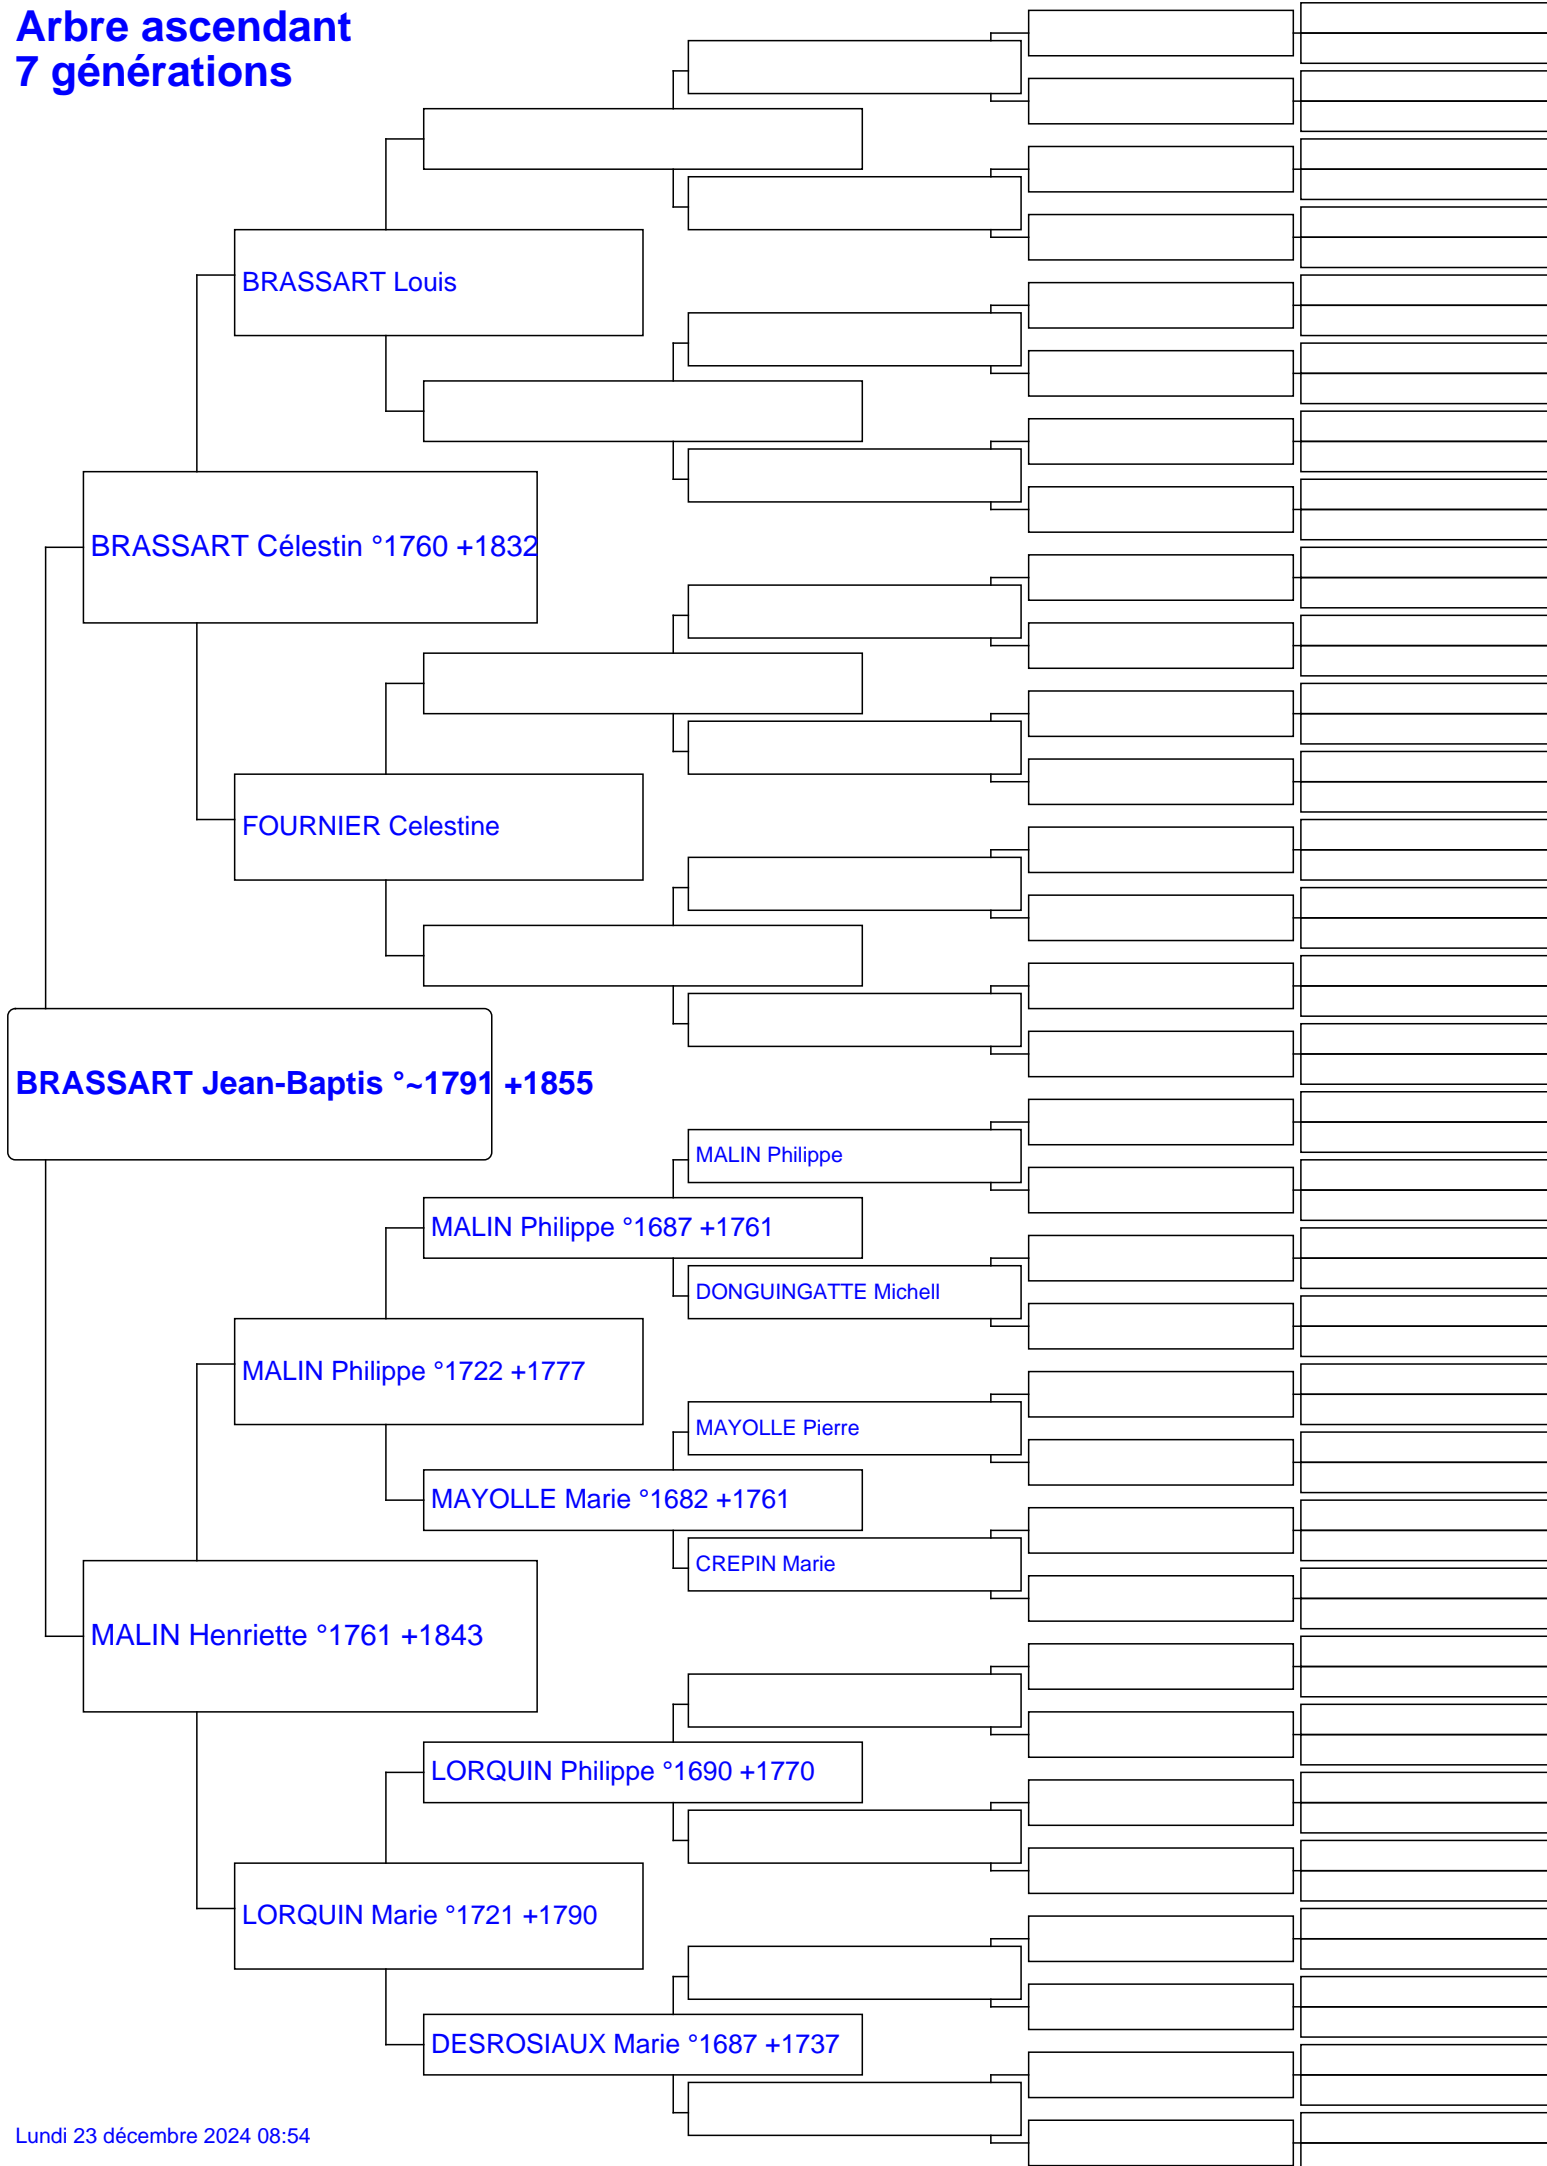 Arbre ascendant
7 générations
BRASSART Louis
BRASSART Célestin °1760 +1832
FOURNIER Celestine
BRASSART Jean-Baptis °~1791 +1855
MALIN Philippe
MALIN Philippe °1687 +1761
DONGUINGATTE Michell
MALIN Philippe °1722 +1777
MAYOLLE Pierre
MAYOLLE Marie °1682 +1761
CREPIN Marie
MALIN Henriette °1761 +1843
LORQUIN Philippe °1690 +1770
LORQUIN Marie °1721 +1790
DESROSIAUX Marie °1687 +1737
Lundi 23 décembre 2024 08:54